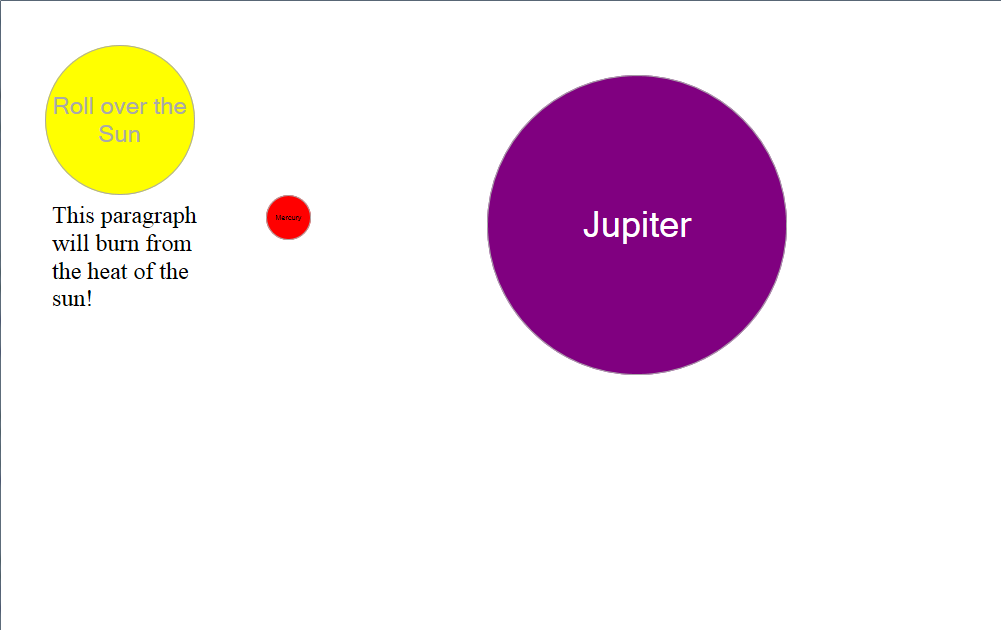 Roll over the
Sun
This paragraph
will burn from
the heat of the
sun!
Mercury
Jupiter